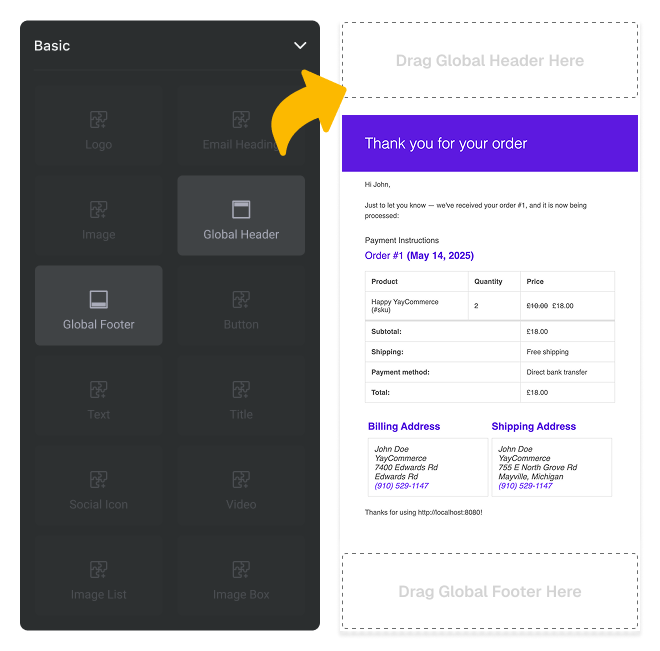 Basic
Logo
Email Heading
Image
Global Header
Global Footer
Button
Text
Title
Social Icon
Video
Image List
Image Box
Drag Global Header Here
Thank you for your order
Hi John,
Just to let you know — we've received your order #1, and it is now being
processed:
Payment Instructions
Order #1 (May 14, 2025)
Product Quantity Price
Happy YayCommerce
(#sku) 2 £10.00 £18.00
Subtotal: £18.00
Shipping: Free shipping
Payment method: Direct bank transfer
Total: £18.00
Billing Address Shipping Address
John Doe John Doe
YayCommerce YayCommerce
7400 Edwards Rd 755 E North Grove Rd
Edwards Rd Mayville, Michigan
(910) 529-1147 (910) 529-1147
Thanks for using http://localhost:8080!
Drag Global Footer Here